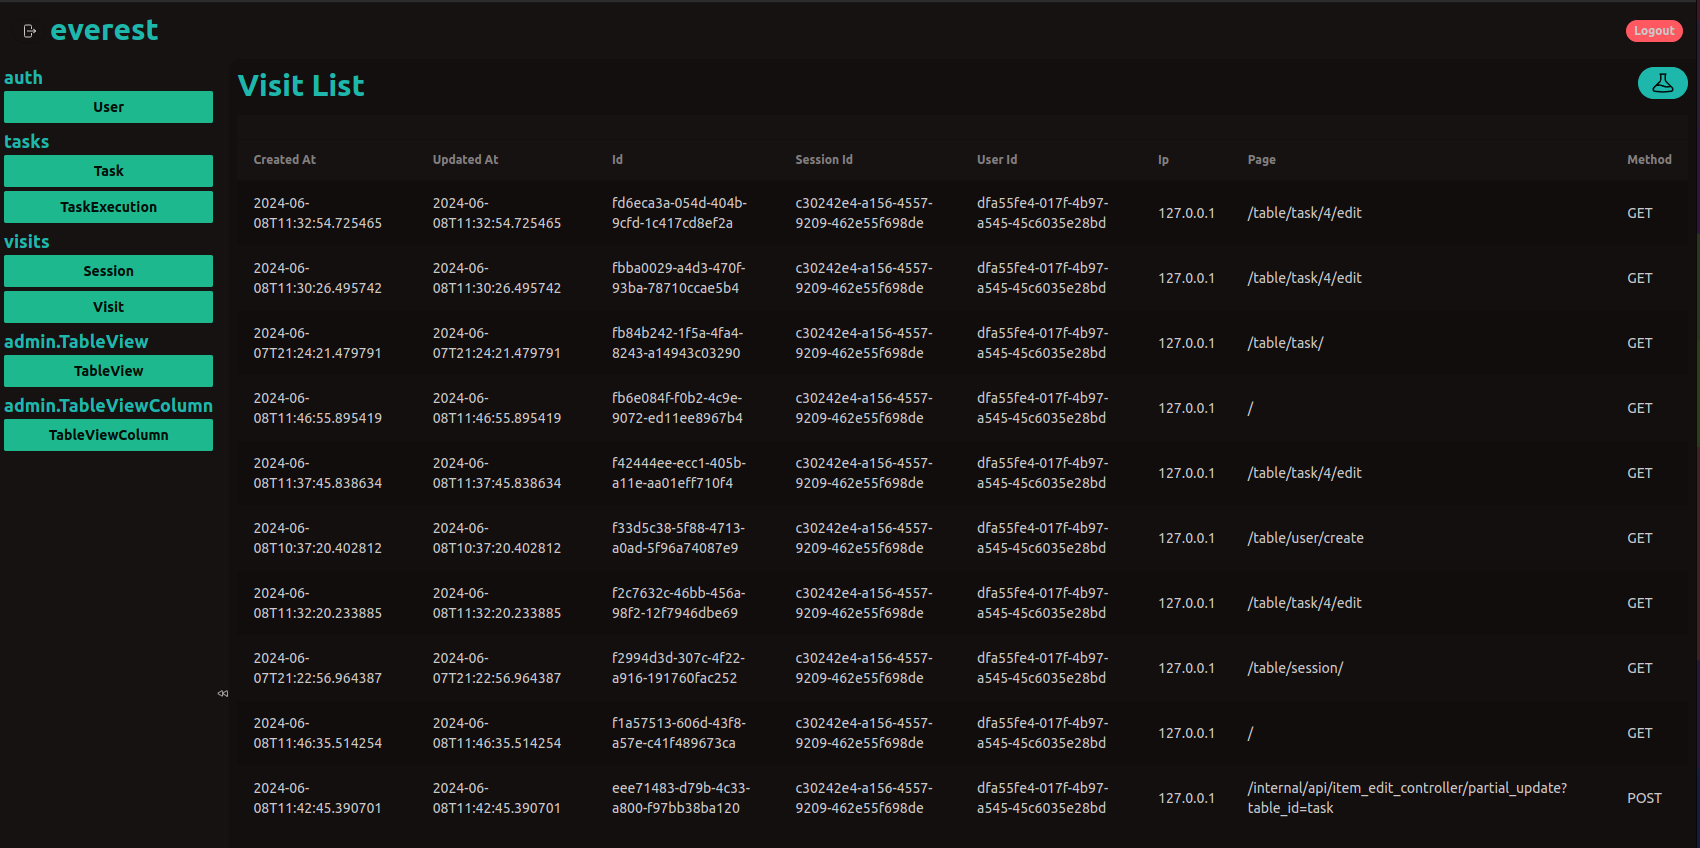 everest
Logout
auth
User
tasks
Task
TaskExecution
visits
Session
Visit
admin.TableView
TableView
admin.TableViewColumn
TableViewColumn
Visit List
Created At Updated At Id Session Id User Id Ip Page Method
2024-06- 2024-06- fd6eca3a-054d-404b- c30242e4-a156-4557- dfa55fe4-017f-4b97-
08T11:32:54.725465 08T11:32:54.725465 9cfd-1c417cd8ef2a 9209-462e55f698de a545-45c6035e28bd 127.0.0.1 /table/task/4/edit GET
2024-06- 2024-06- fbba0029-a4d3-470f- c30242e4-a156-4557- dfa55fe4-017f-4b97-
08T11:30:26.495742 08T11:30:26.495742 93ba-78710ccae5b4 9209-462e55f698de a545-45c6035e28bd 127.0.0.1 /table/task/4/edit GET
2024-06- 2024-06- fb84b242-1f5a-4fa4- c30242e4-a156-4557- dfa55fe4-017f-4b97-
07T21:24:21.479791 07T21:24:21.479791 8243-a14943c03290 9209-462e55f698de a545-45c6035e28bd 127.0.0.1 /table/task/ GET
2024-06- 2024-06- fb6e084f-f0b2-4c9e- c30242e4-a156-4557- dfa55fe4-017f-4b97-
08T11:46:55.895419 08T11:46:55.895419 9072-ed11ee8967b4 9209-462e55f698de a545-45c6035e28bd 127.0.0.1 / GET
2024-06- 2024-06- f42444ee-ecc1-405b- c30242e4-a156-4557- dfa55fe4-017f-4b97-
08T11:37:45.838634 08T11:37:45.838634 a11e-aa01eff710f4 9209-462e55f698de a545-45c6035e28bd 127.0.0.1 /table/task/4/edit GET
2024-06- 2024-06- f33d5c38-5f88-4713- c30242e4-a156-4557- dfa55fe4-017f-4b97-
08T10:37:20.402812 08T10:37:20.402812 a0ad-5f96a74087e9 9209-462e55f698de a545-45c6035e28bd 127.0.0.1 /table/user/create GET
2024-06- 2024-06- f2c7632c-46bb-456a- c30242e4-a156-4557- dfa55fe4-017f-4b97-
08T11:32:20.233885 08T11:32:20.233885 98f2-12f7946dbe69 9209-462e55f698de a545-45c6035e28bd 127.0.0.1 /table/task/4/edit GET
2024-06- 2024-06- f2994d3d-307c-4f22- c30242e4-a156-4557- dfa55fe4-017f-4b97-
07T21:22:56.964387 07T21:22:56.964387 a916-191760fac252 9209-462e55f698de a545-45c6035e28bd 127.0.0.1 /table/session/ GET
2024-06- 2024-06- f1a57513-606d-43f8- c30242e4-a156-4557- dfa55fe4-017f-4b97-
08T11:46:35.514254 08T11:46:35.514254 a57e-c41f489673ca 9209-462e55f698de a545-45c6035e28bd 127.0.0.1 / GET
2024-06- 2024-06- eee71483-d79b-4c33- c30242e4-a156-4557- dfa55fe4-017f-4b97- /internal/api/item_edit_controller/partial_update?
08T11:42:45.390701 08T11:42:45.390701 a800-f97bb38ba120 9209-462e55f698de a545-45c6035e28bd 127.0.0.1 table_id=task POST